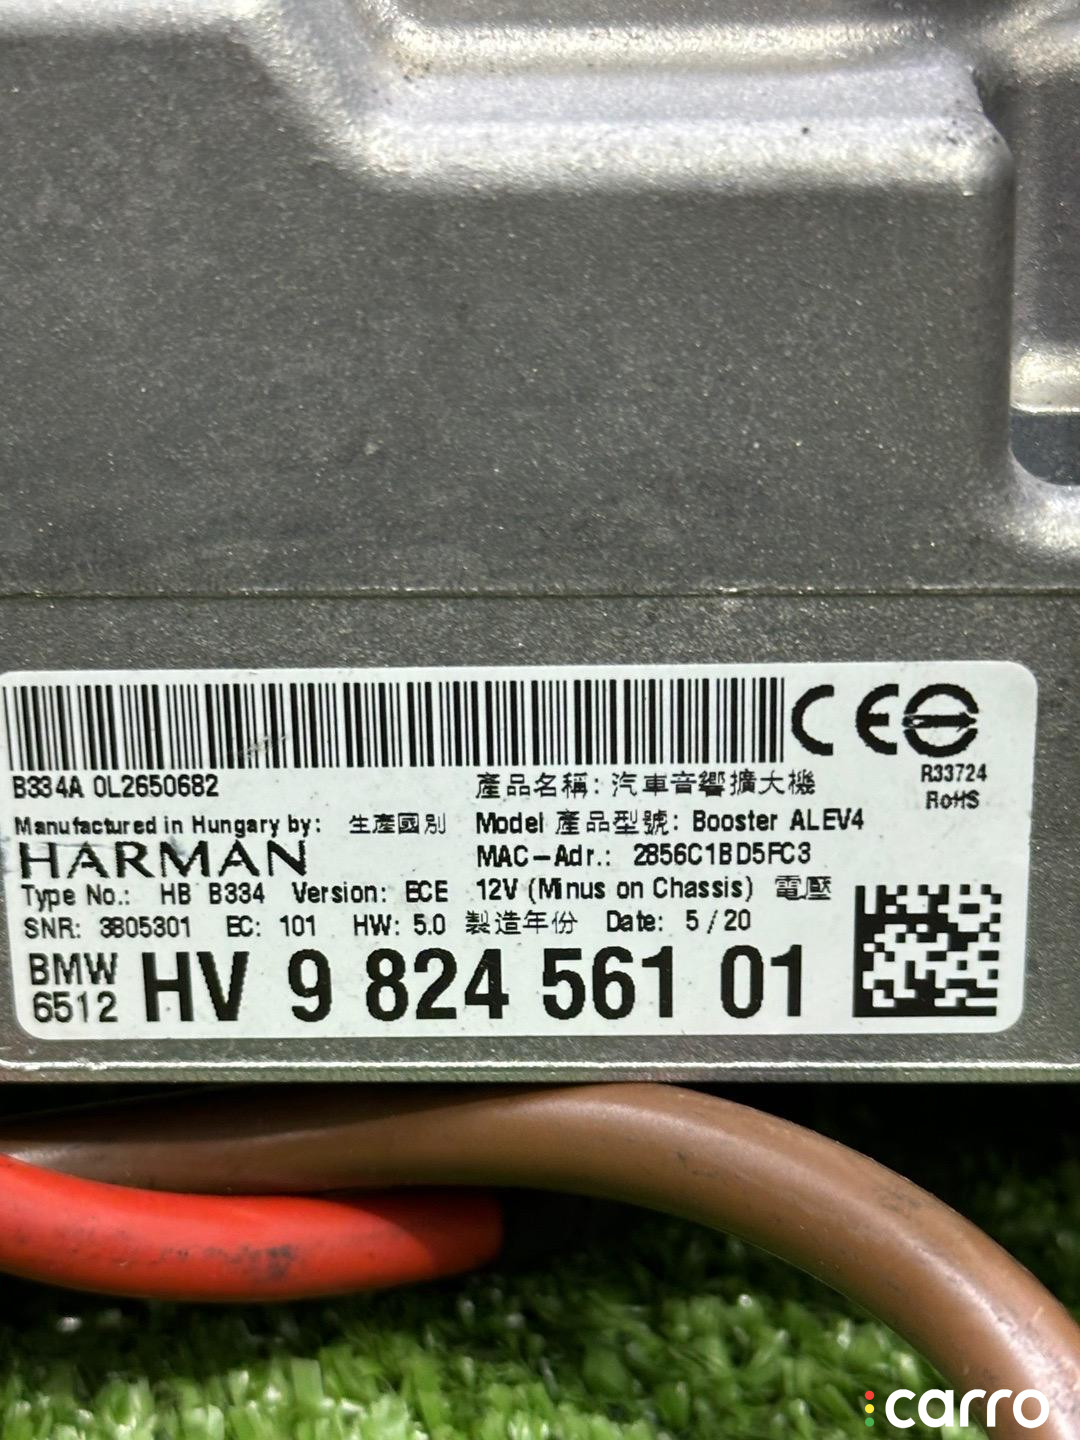 B334A 0L2650682
產品名稱: 汽車音響擴大機
R33724
RoHS
Manufactured in Hungary by: 生產國別
Model 產品型號: Booster ALEV4
HARMAN
MAC-Adr.: 2856C1BD5FC3
Type No.: HB B334 Version: ECE
12V (Minus on Chassis) 電壓
SNR: 3805301 EC: 101 HW: 5.0 製造年份 Date: 5/20
BMW
6512
HV 9 824 561 01
carro